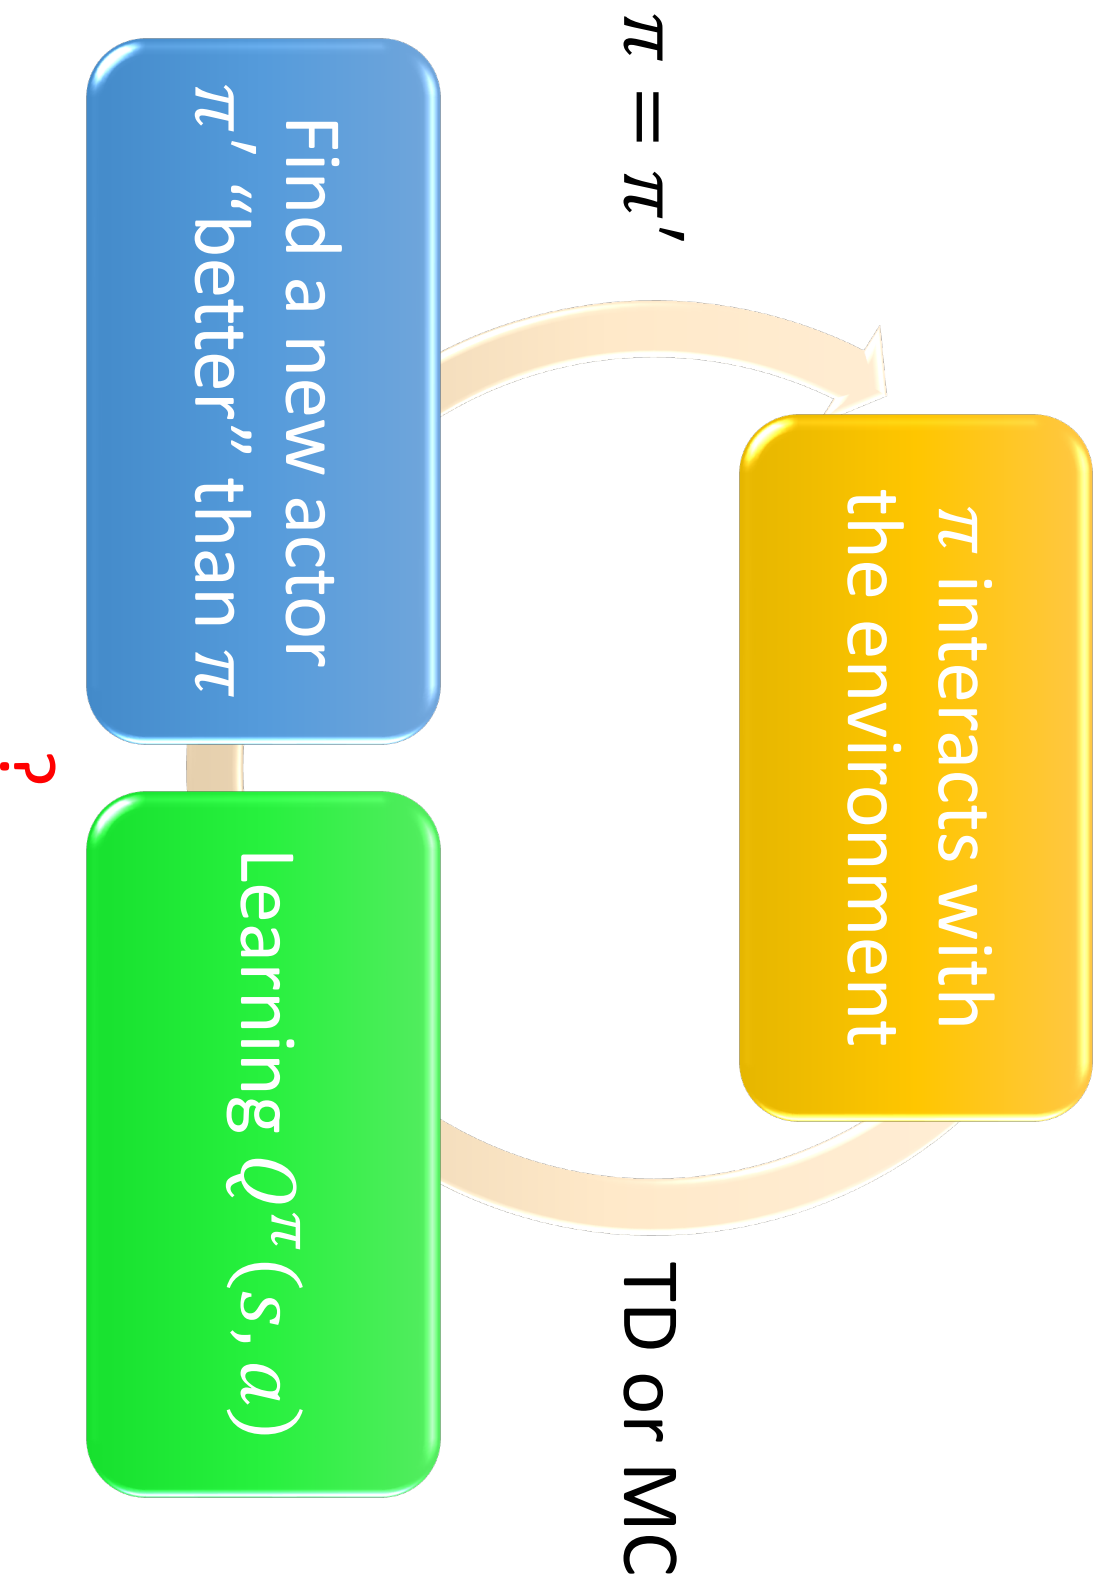 π interacts with
the environment
π = π′
TD or MC
Find a new actor
π′ “better” than π
Learning Q^π(s, a)
?